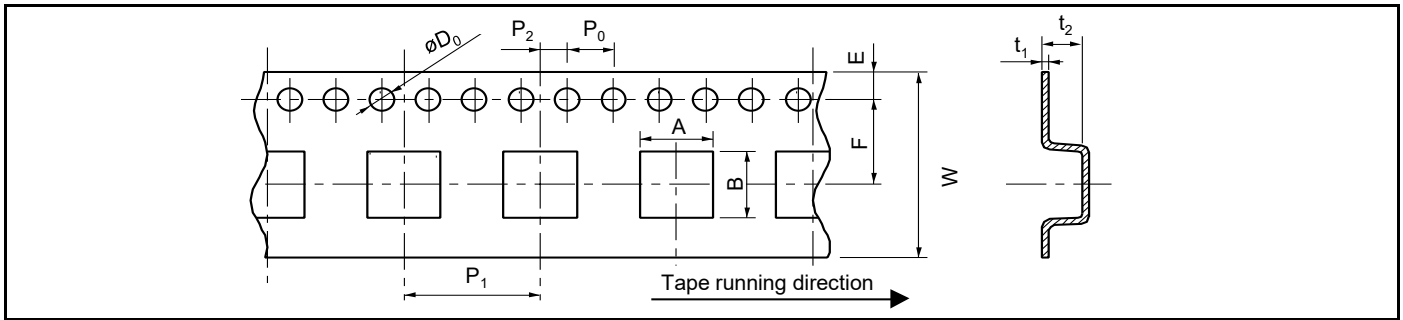 øD0
P2
P0
E
t1
t2
A
F
B
W
P1
Tape running direction